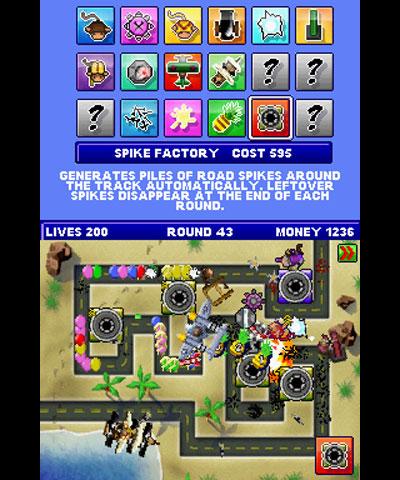 ?
?
?
?
SPIKE FACTORY COST 595
GENERATES PILES OF ROAD SPIKES AROUND
THE TRACK AUTOMATICALLY. LEFTOVER
SPIKES DISAPPEAR AT THE END OF EACH
ROUND.
LIVES 200 ROUND 43 MONEY 1236